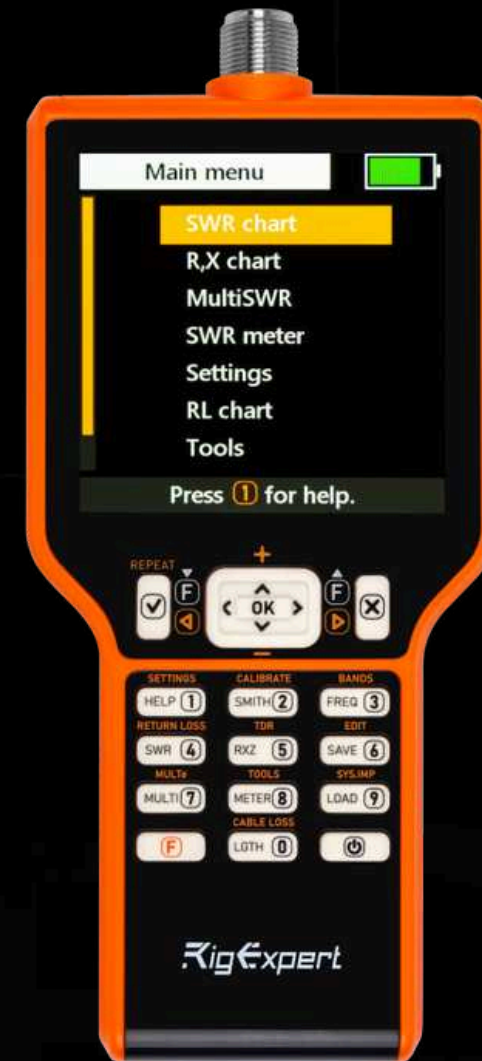 Main menu
SWR chart
R,X chart
MultiSWR
SWR meter
Settings
RL chart
Tools
Press 1 for help.
+
REPEAT
F
OK
F
−
SETTINGS CALIBRATE BANDS
HELP 1 SMITH 2 FREQ 3
RETURN LOSS TDR EDIT
SWR 4 RXZ 5 SAVE 6
MULTI TOOLS SYS.IMP
MULTI 7 METER 8 LOAD 9
CABLE LOSS
F LGTH 0
RigExpert